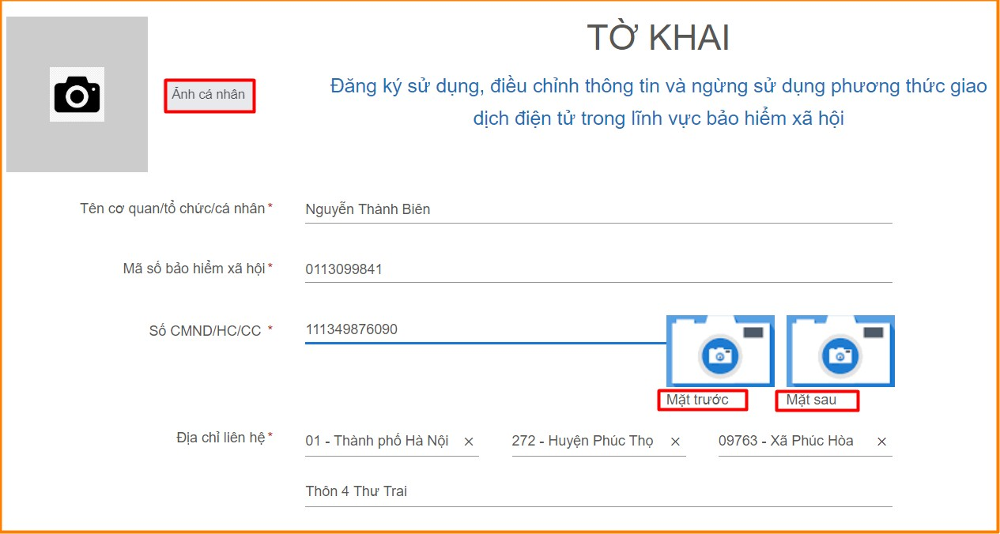 TỜ KHAI
Đăng ký sử dụng, điều chỉnh thông tin và ngừng sử dụng phương thức giao
dịch điện tử trong lĩnh vực bảo hiểm xã hội
Ảnh cá nhân
Tên cơ quan/tổ chức/cá nhân *
Nguyễn Thành Biên
Mã số bảo hiểm xã hội *
0113099841
Số CMND/HC/CC *
111349876090
Mặt trước
Mặt sau
Địa chỉ liên hệ *
01 - Thành phố Hà Nội ×
272 - Huyện Phúc Thọ ×
09763 - Xã Phúc Hòa ×
Thôn 4 Thư Trai